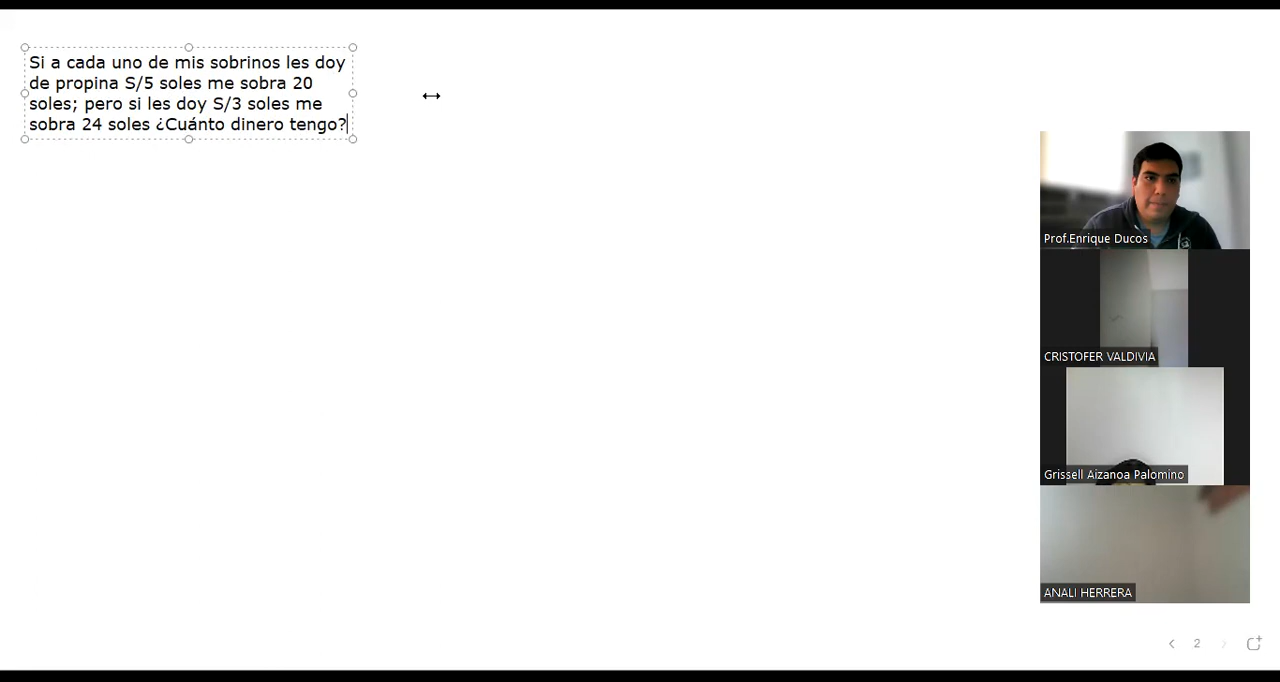 Si a cada uno de mis sobrinos les doy
de propina S/5 soles me sobra 20
soles; pero si les doy S/3 soles me
sobra 24 soles ¿Cuánto dinero tengo?
Prof.Enrique Ducos
CRISTOFER VALDIVIA
Grissell Aizanoa Palomino
ANALI HERRERA
2